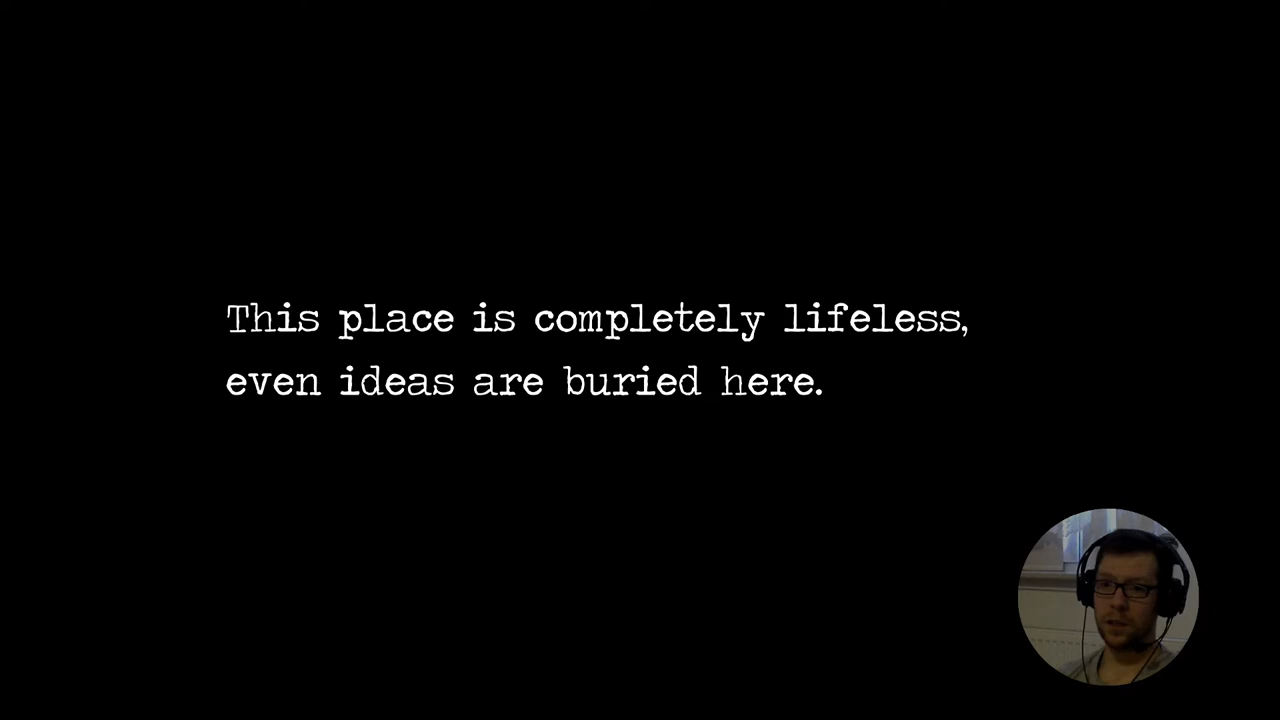 This place is completely lifeless,
even ideas are buried here.